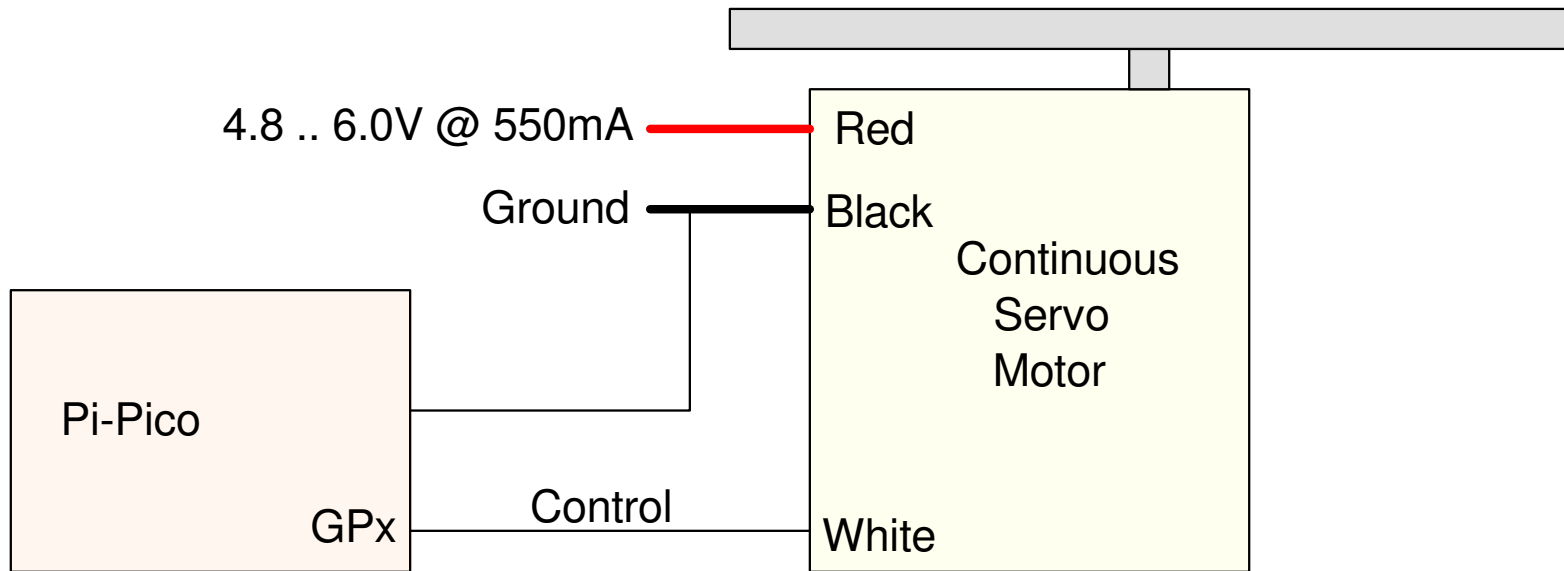 4.8 .. 6.0V @ 550mA
Red
Ground
Black
Continuous
Servo
Motor
Pi-Pico
GPx
Control
White